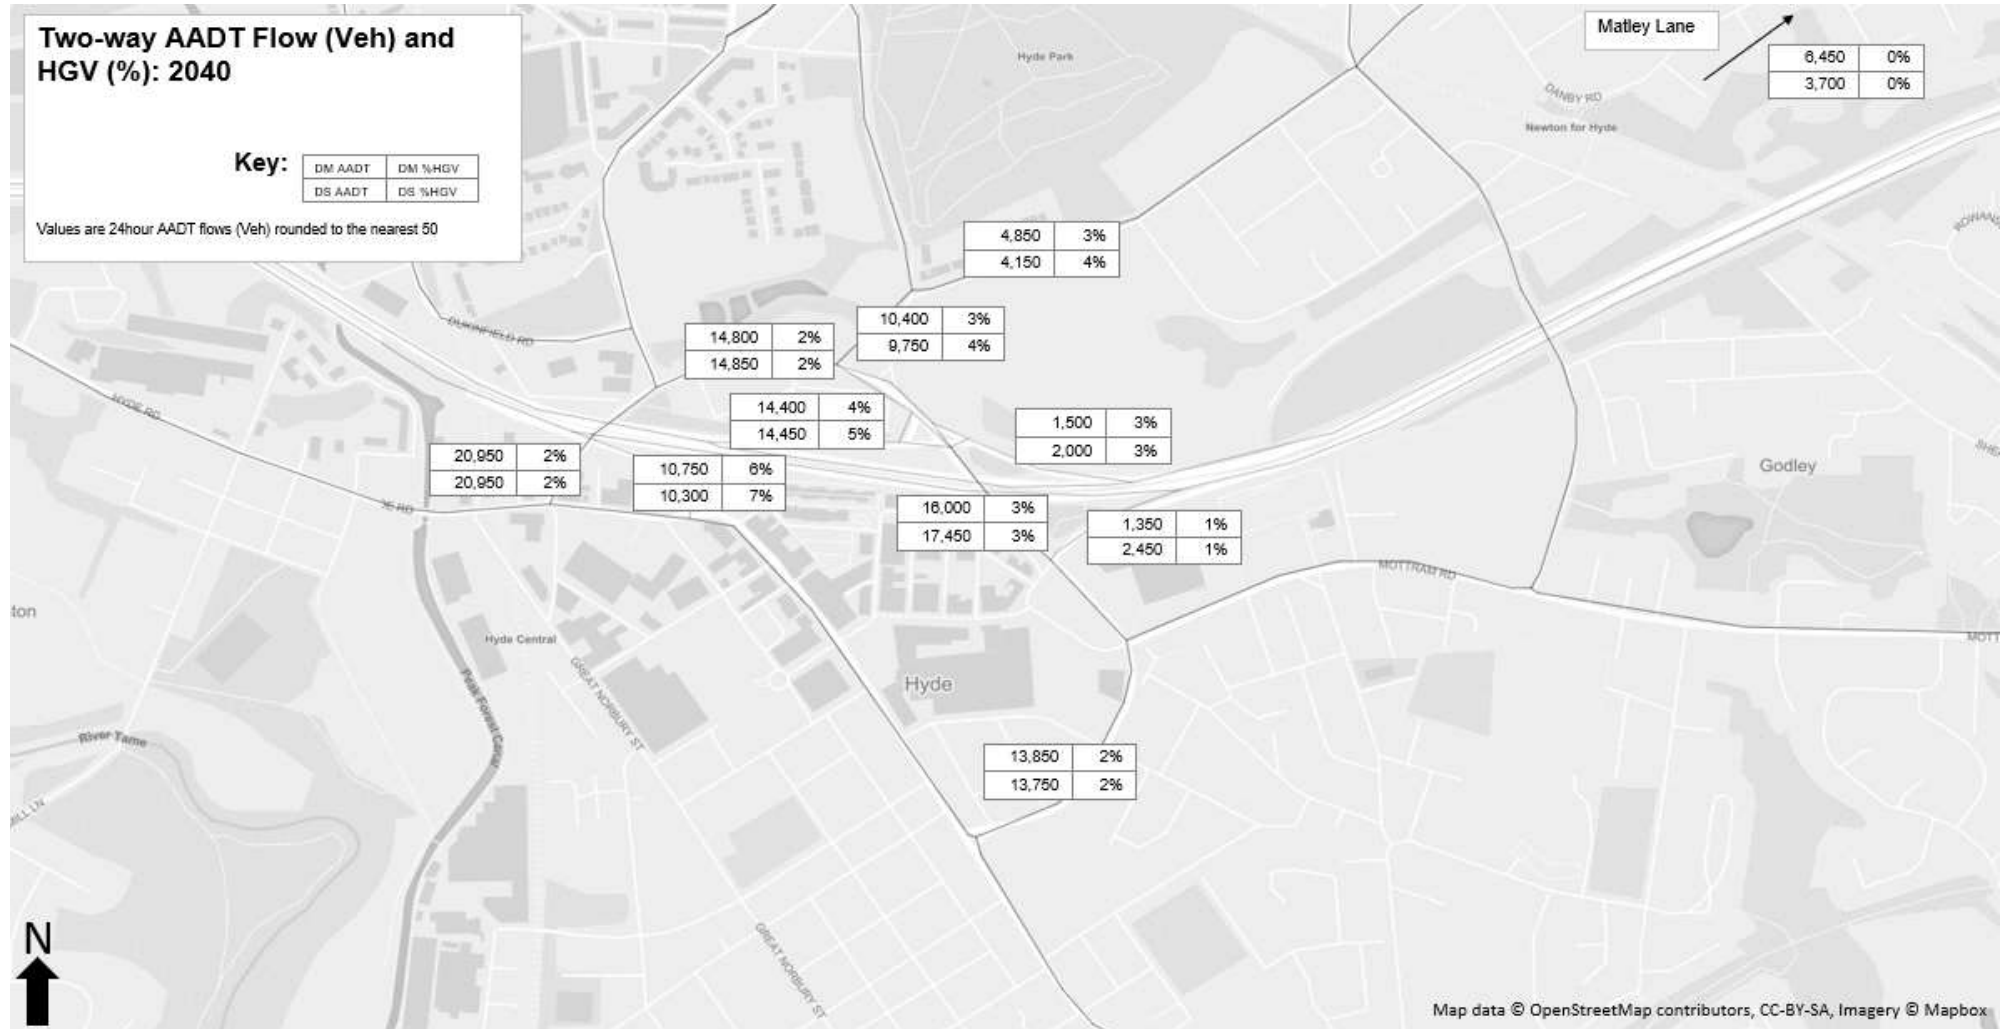 Two-way AADT Flow (Veh) and
HGV (%): 2040
Key:
DM AADT DM %HGV
DS AADT DS %HGV
Values are 24hour AADT flows (Veh) rounded to the nearest 50
Matley Lane
6,450 0%
3,700 0%
Hyde Park
DANBY RD
Newton for Hyde
4,850 3%
4,150 4%
10,400 3%
9,750 4%
14,800 2%
14,850 2%
DUKINFIELD RD
HYDE RD
14,400 4%
14,450 5%
1,500 3%
2,000 3%
20,950 2%
20,950 2%
10,750 6%
10,300 7%
Godley
16,000 3%
17,450 3%
1,350 1%
2,450 1%
MOTTRAM RD
ton
Hyde Central
MOTT
GREAT NORBURY ST
Hyde
Peak Forest Canal
River Tame
13,850 2%
13,750 2%
MILL LN
GREAT NORBURY ST
N
Map data © OpenStreetMap contributors, CC-BY-SA, Imagery © Mapbox